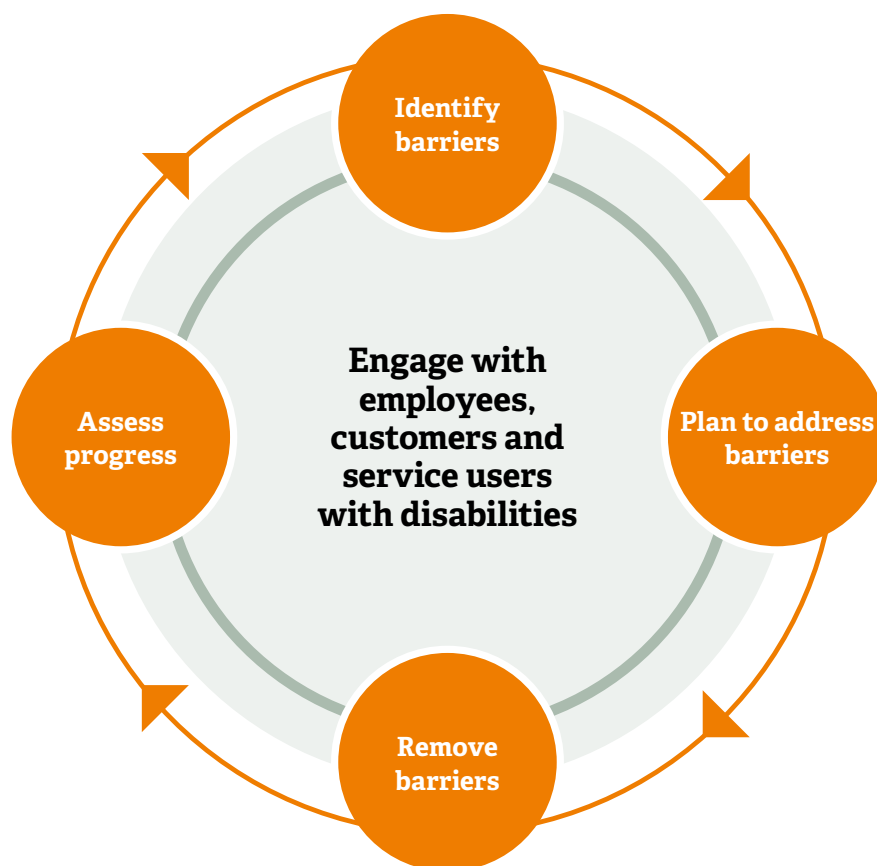 Identify
barriers
Plan to address
barriers
Remove
barriers
Assess
progress
Engage with
employees,
customers and
service users
with disabilities